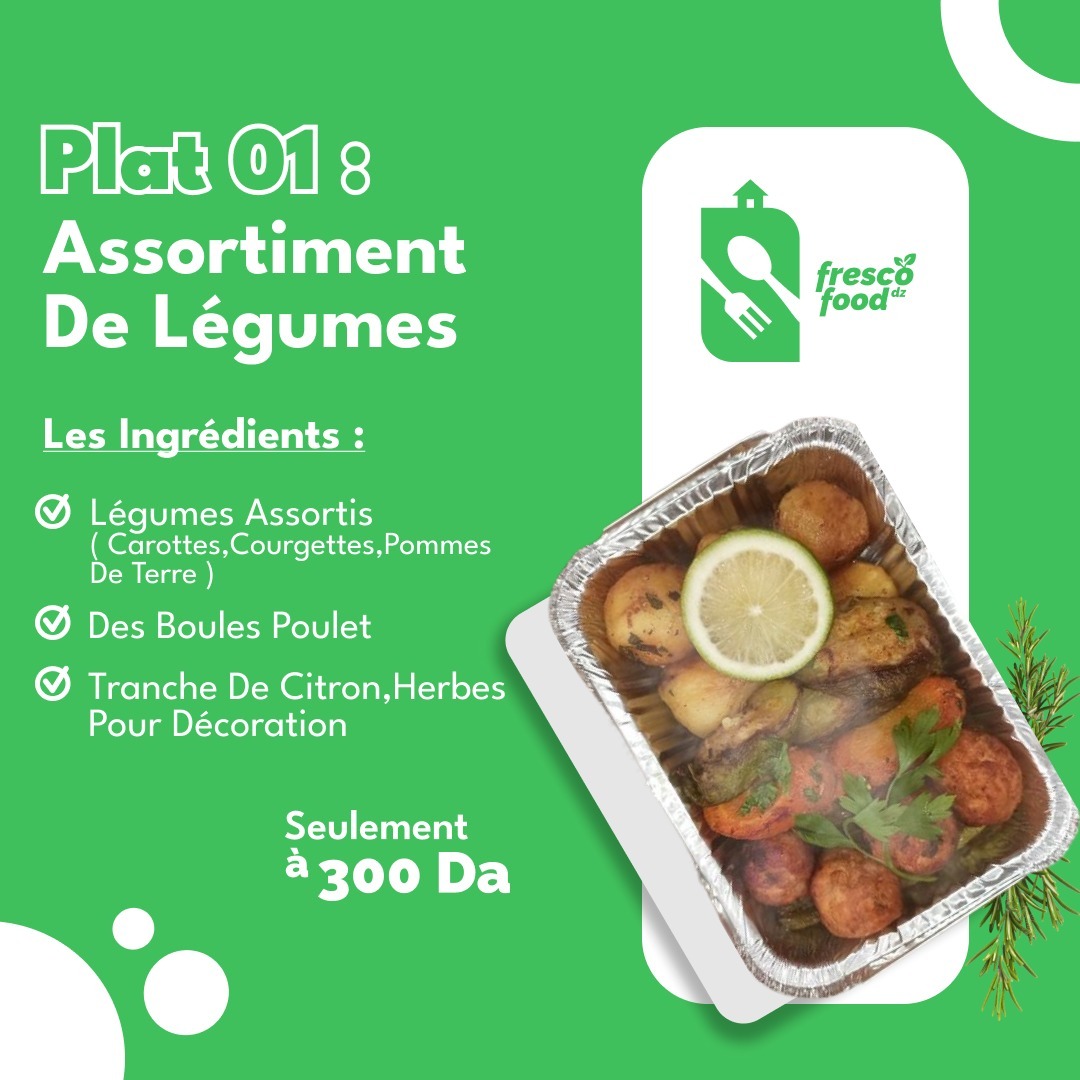 Plat 01 :
Assortiment
De Légumes
Les Ingrédients :
Légumes Assortis
( Carottes,Courgettes,Pommes
De Terre )
Des Boules Poulet
Tranche De Citron,Herbes
Pour Décoration
Seulement
à 300 Da
fresco
food dz